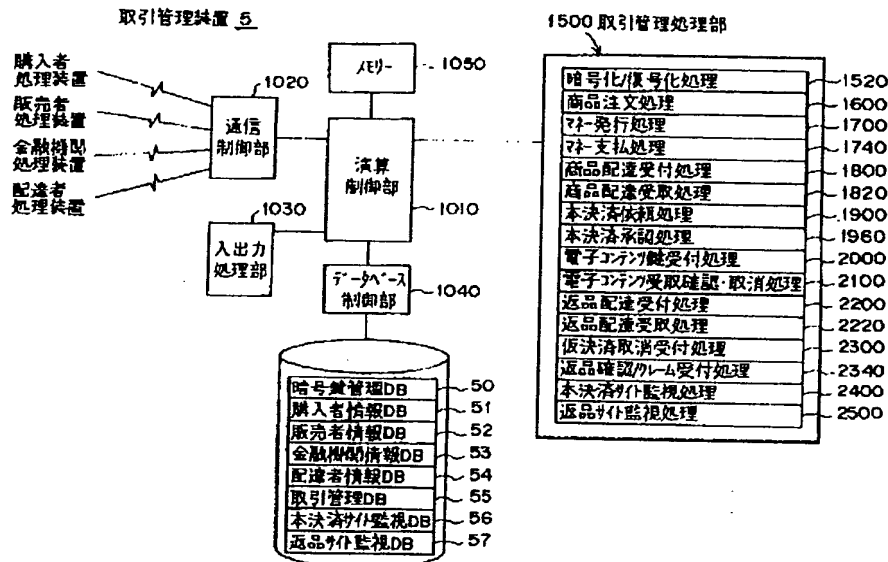 取引管理装置 5
購入者
処理装置
販売者
処理装置
金融機関
処理装置
配達者
処理装置
1020
通信
制御部
メモリー
1050
演算
制御部
1010
1030
入出力
処理部
データベース
制御部
1040
暗号鍵管理DB
50
購入者情報DB
51
販売者情報DB
52
金融機関情報DB
53
配達者情報DB
54
取引管理DB
55
本決済サイト監視DB
56
返品サイト監視DB
57
1500 取引管理処理部
暗号化/復号化処理
1520
商品注文処理
1600
マネー発行処理
1700
マネー支払処理
1740
商品配達受付処理
1800
商品配達受取処理
1820
本決済依頼処理
1900
本決済承認処理
1960
電子コンテンツ鍵受付処理
2000
電子コンテンツ受取確認・取消処理
2100
返品配達受付処理
2200
返品配達受取処理
2220
仮決済取消受付処理
2300
返品確認/クレーム受付処理
2340
本決済サイト監視処理
2400
返品サイト監視処理
2500